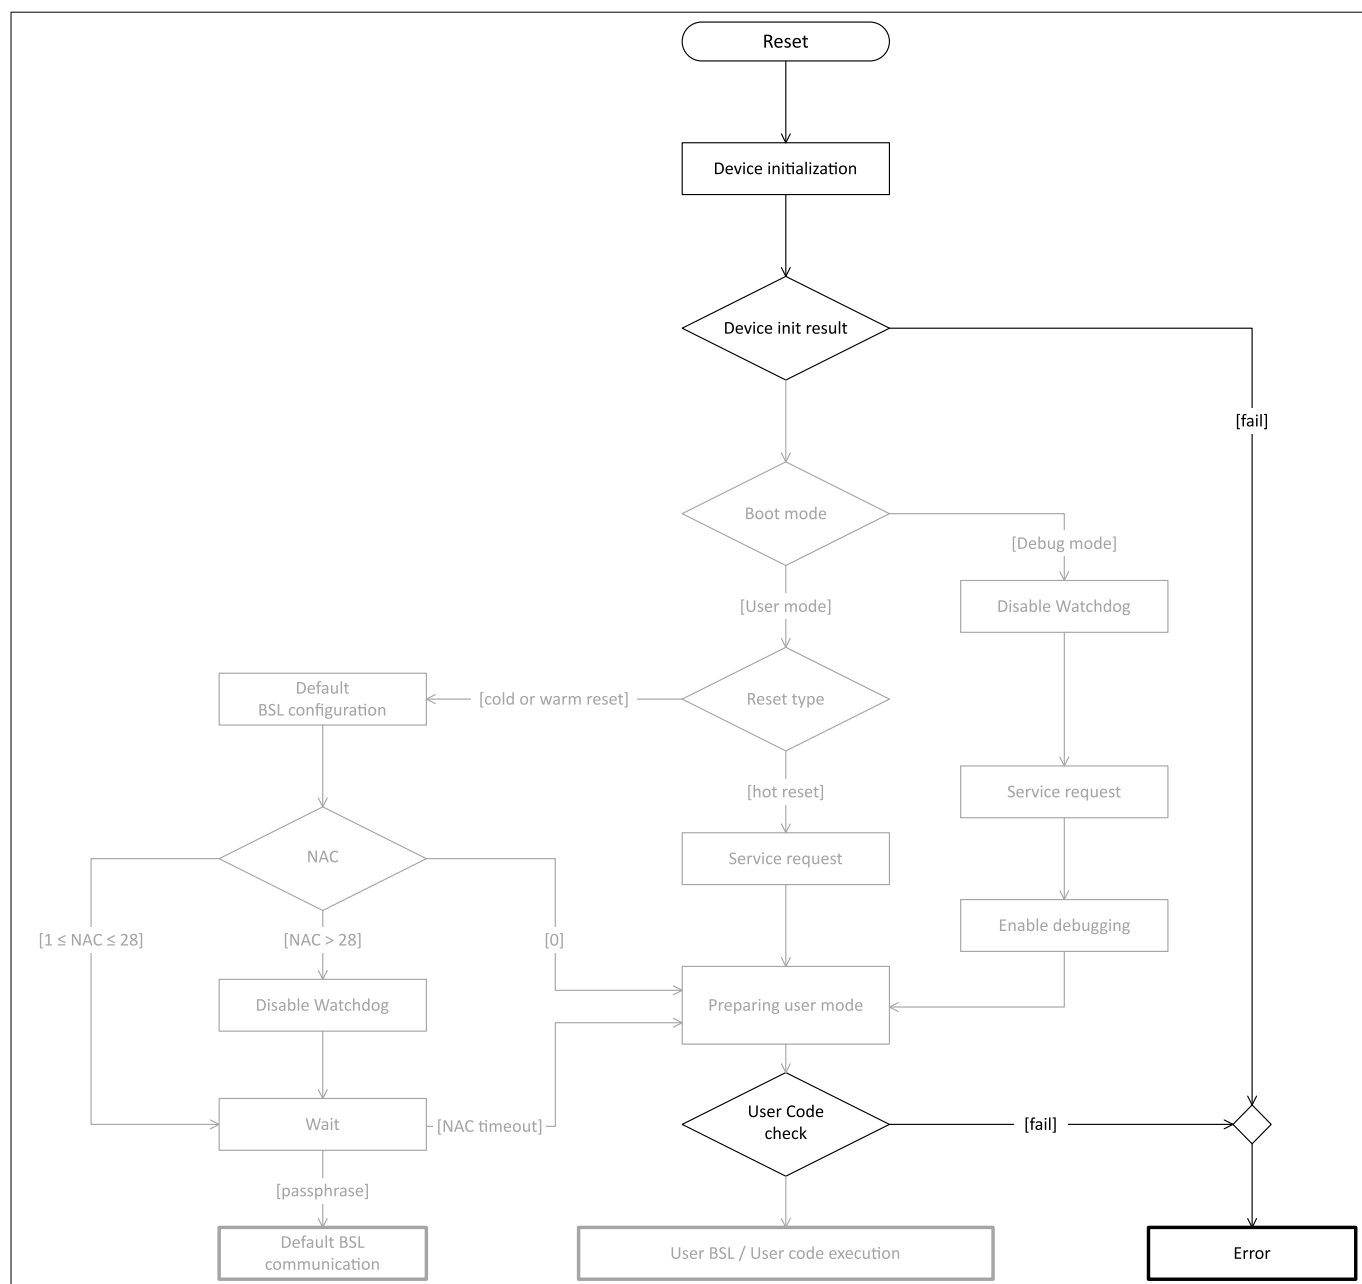 Reset
Device initialization
Device init result
[fail]
Boot mode
[Debug mode]
[User mode]
Disable Watchdog
Default
BSL configuration
[cold or warm reset]
Reset type
[hot reset]
Service request
NAC
Service request
[1 ≤ NAC ≤ 28]
[NAC > 28]
[0]
Enable debugging
Disable Watchdog
Preparing user mode
Wait
[NAC timeout]
User Code
check
[fail]
[passphrase]
Default BSL
communication
User BSL / User code execution
Error